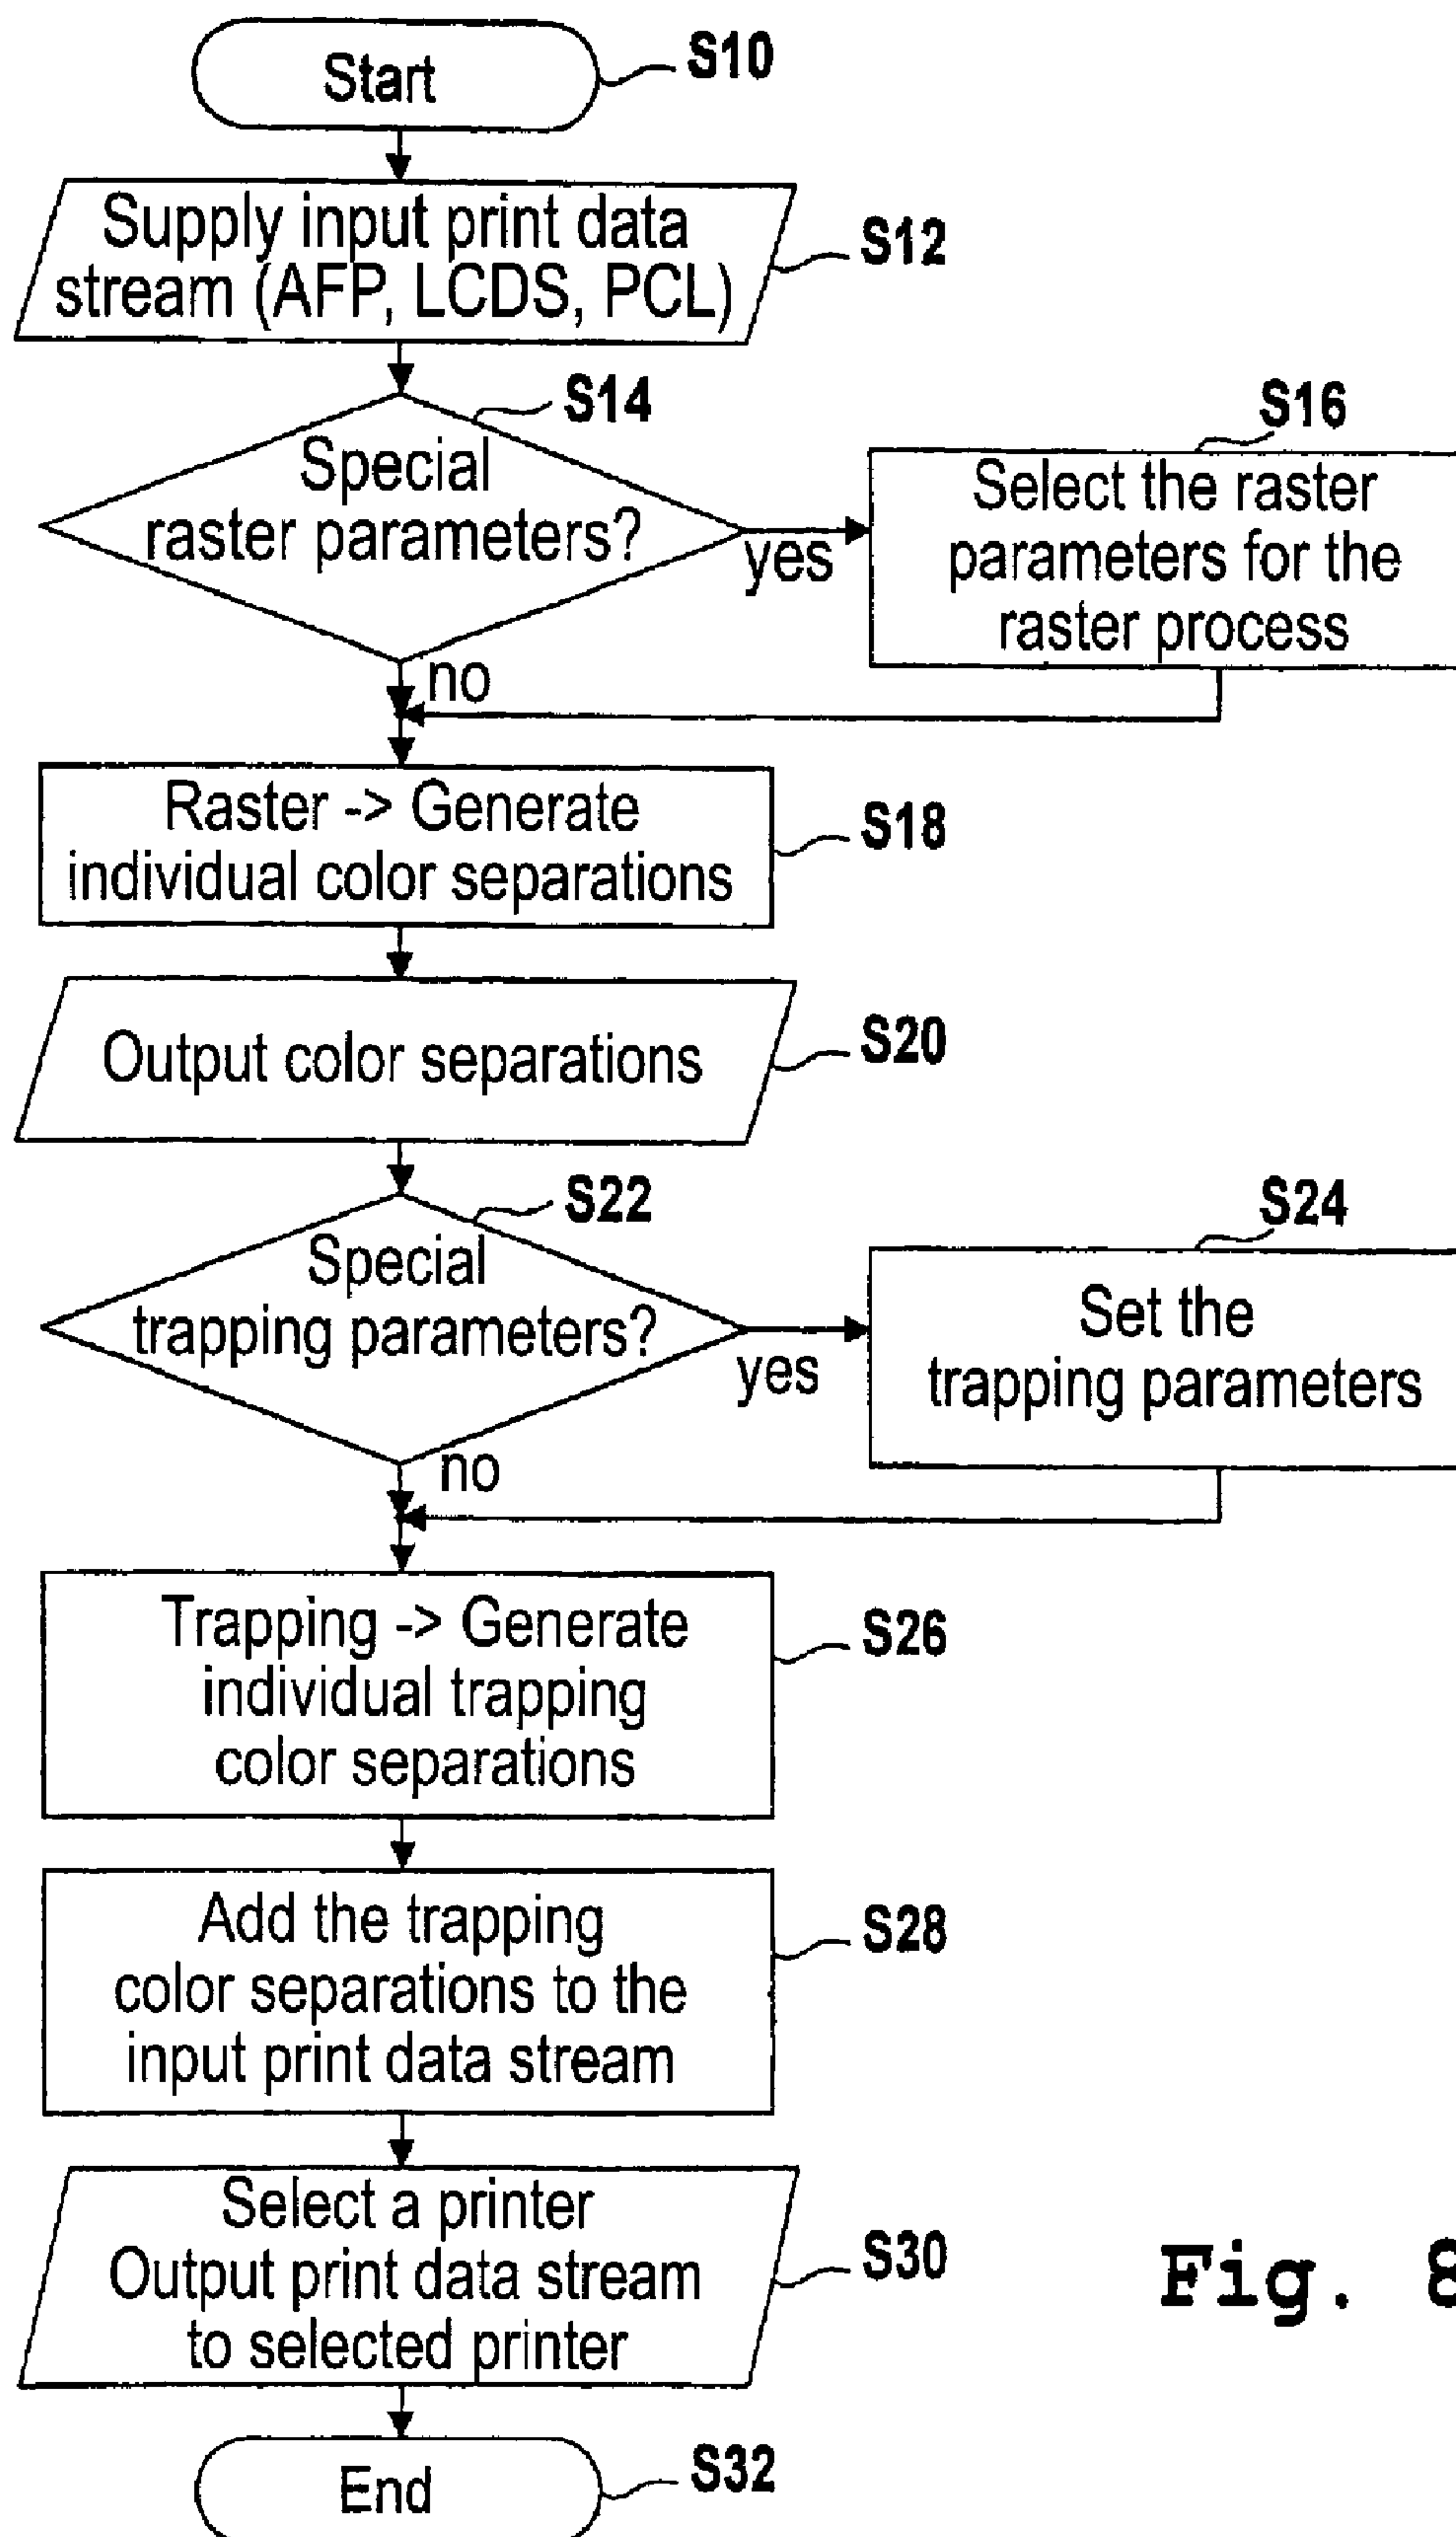 Start
S10
Supply input print data
stream (AFP, LCDS, PCL)
S12
S14
Special
raster parameters?
yes
no
S16
Select the raster
parameters for the
raster process
Raster -> Generate
individual color separations
S18
Output color separations
S20
S22
Special
trapping parameters?
yes
no
S24
Set the
trapping parameters
Trapping -> Generate
individual trapping
color separations
S26
Add the trapping
color separations to the
input print data stream
S28
Select a printer
Output print data stream
to selected printer
S30
Fig. 8
End
S32